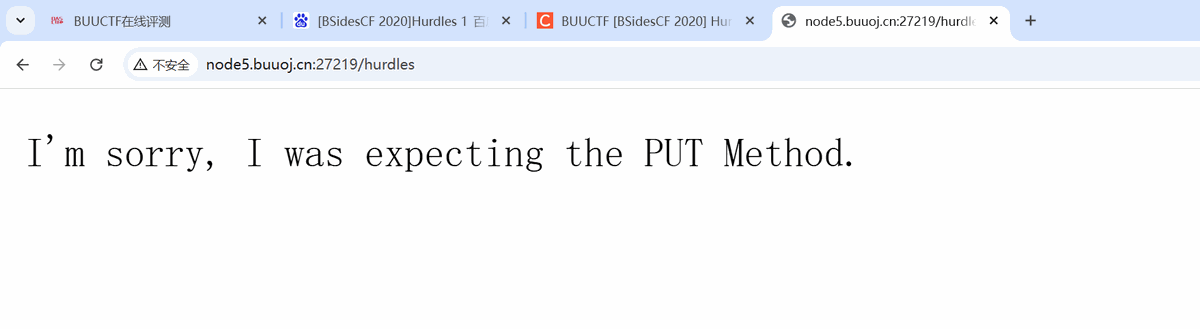 BUUCTF在线评测
[BSidesCF 2020]Hurdles 1 百
BUUCTF [BSidesCF 2020] Hur
node5.buuoj.cn:27219/hurdle
不安全 node5.buuoj.cn:27219/hurdles
I'm sorry, I was expecting the PUT Method.